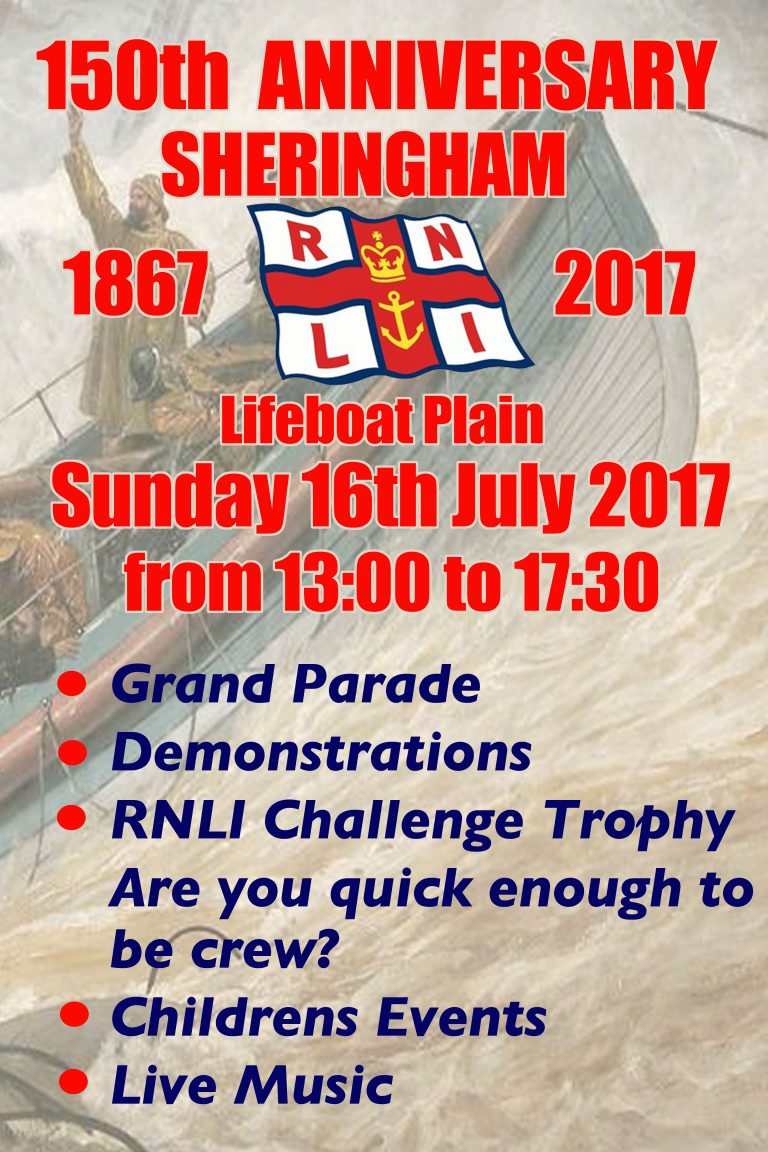 150th ANNIVERSARY
SHERINGHAM
1867 2017
R N
L I
Lifeboat Plain
Sunday 16th July 2017
from 13:00 to 17:30
• Grand Parade
• Demonstrations
• RNLI Challenge Trophy
Are you quick enough to
be crew?
• Childrens Events
• Live Music